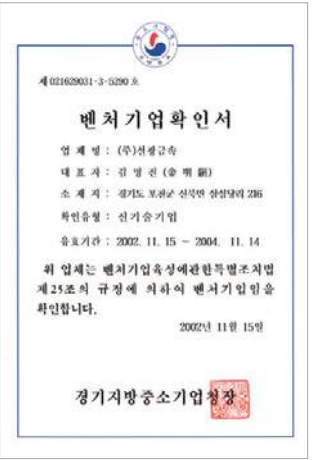 제 021629031-3-5290 호
벤처기업확인서
업 체 명 : (주)선광금속
대 표 자 : 김 명 진 (金 明 鎭)
소 재 지 : 경기도 포천군 신북면 삼성당리 216
확인유형 : 신기술기업
유효기간 : 2002. 11. 15 ~ 2004. 11. 14
위 업체는 벤처기업육성에관한특별조치법
제25조의 규정에 의하여 벤처기업임을
확인합니다.
2002년 11월 15일
경기지방중소기업청장